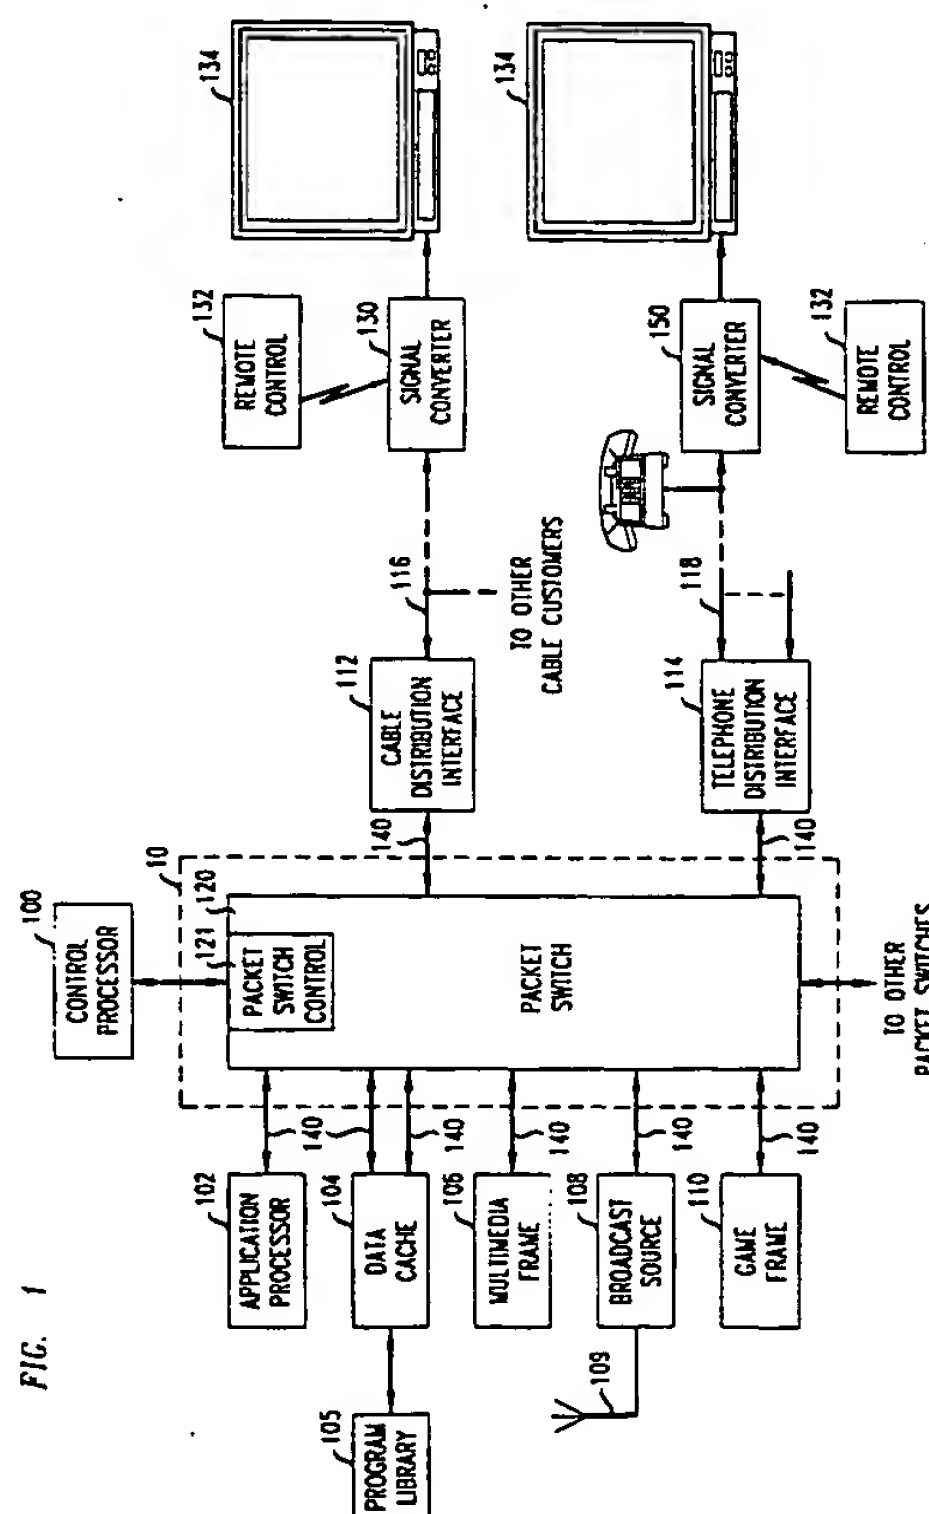 FIG. 1
100
CONTROL
PROCESSOR
10
120
121
PACKET
SWITCH
CONTROL
PACKET
SWITCH
TO OTHER
PACKET SWITCHES
102
APPLICATION
PROCESSOR
140
105
PROGRAM
LIBRARY
104
DATA
CACHE
140
140
106
MULTIMEDIA
FRAME
140
109
108
BROADCAST
SOURCE
140
110
GAME
FRAME
140
140
112
CABLE
DISTRIBUTION
INTERFACE
116
TO OTHER
CABLE CUSTOMERS
132
REMOTE
CONTROL
130
SIGNAL
CONVERTER
134
140
114
TELEPHONE
DISTRIBUTION
INTERFACE
118
150
SIGNAL
CONVERTER
132
REMOTE
CONTROL
134